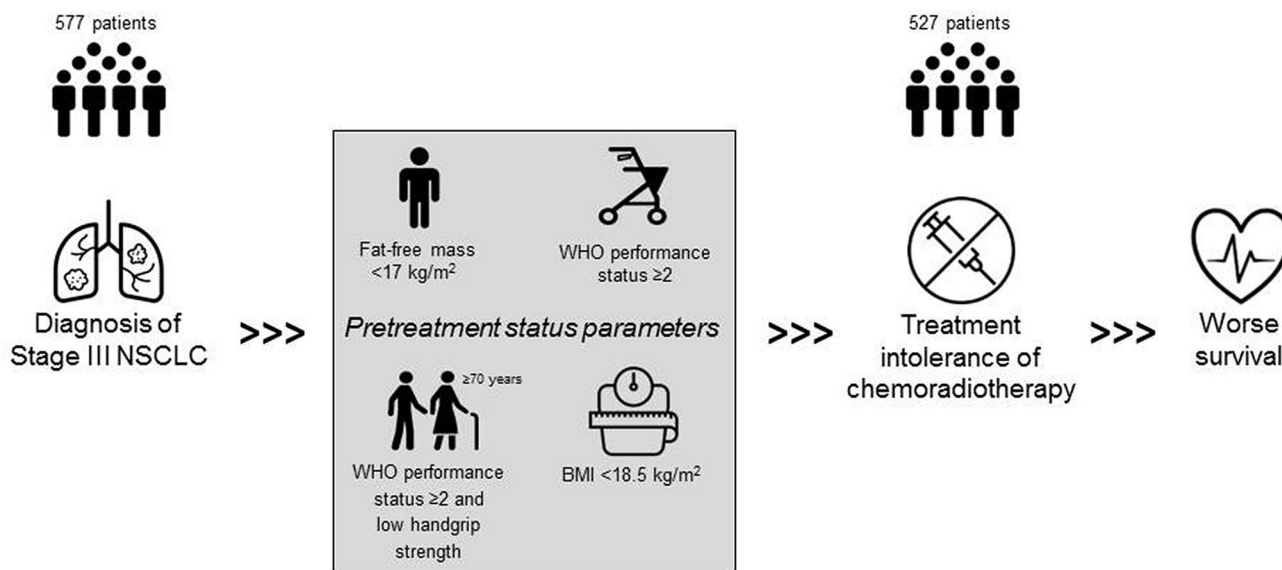 577 patients
527 patients
Diagnosis of
Stage III NSCLC
>>>
Fat-free mass
<17 kg/m²
WHO performance
status ≥2
Pretreatment status parameters
≥70 years
WHO performance
status ≥2 and
low handgrip
strength
BMI <18.5 kg/m²
>>>
Treatment
intolerance of
chemoradiotherapy
>>>
Worse
survival